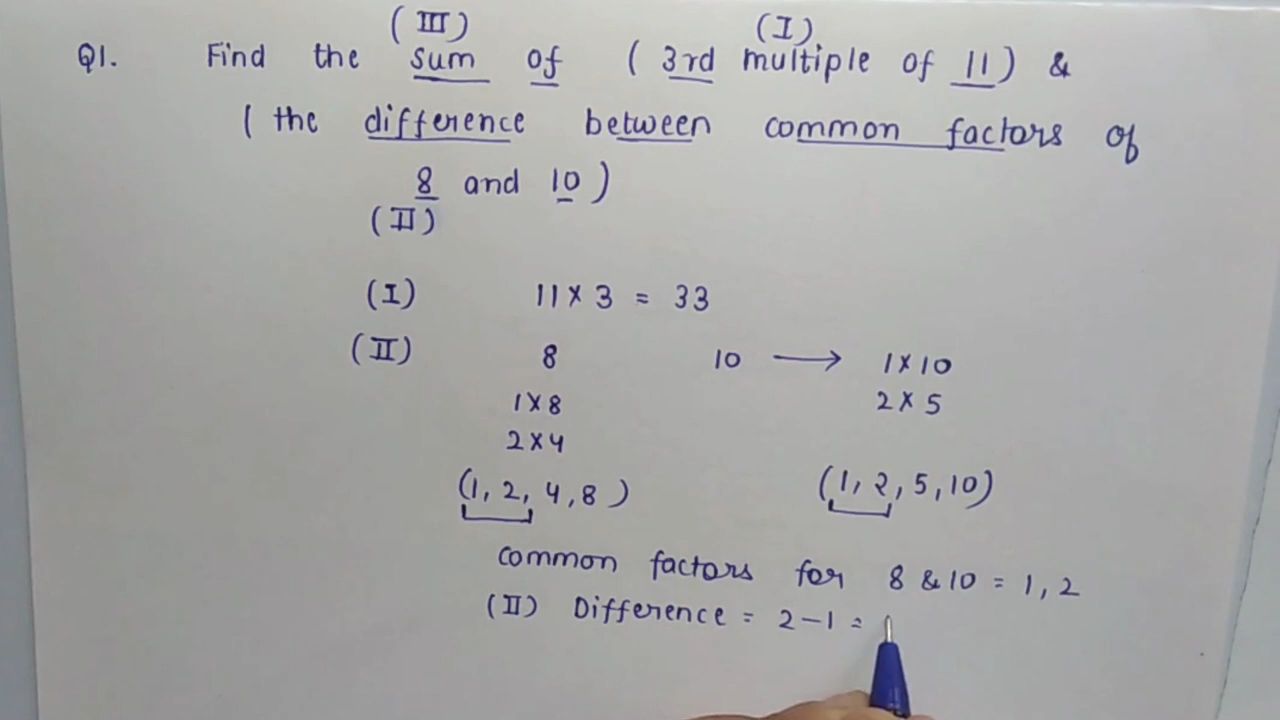 (III) (I)
Q1. Find the sum of ( 3rd multiple of 11 ) &
( the difference between common factors of
8 and 10 )
(II)
(I) 11 × 3 = 33
(II) 8 10 ⟶ 1 × 10
1 × 8 2 × 5
2 × 4
(1, 2, 4, 8 ) (1, 2, 5, 10)
common factors for 8 & 10 = 1, 2
(II) Difference = 2 − 1 =